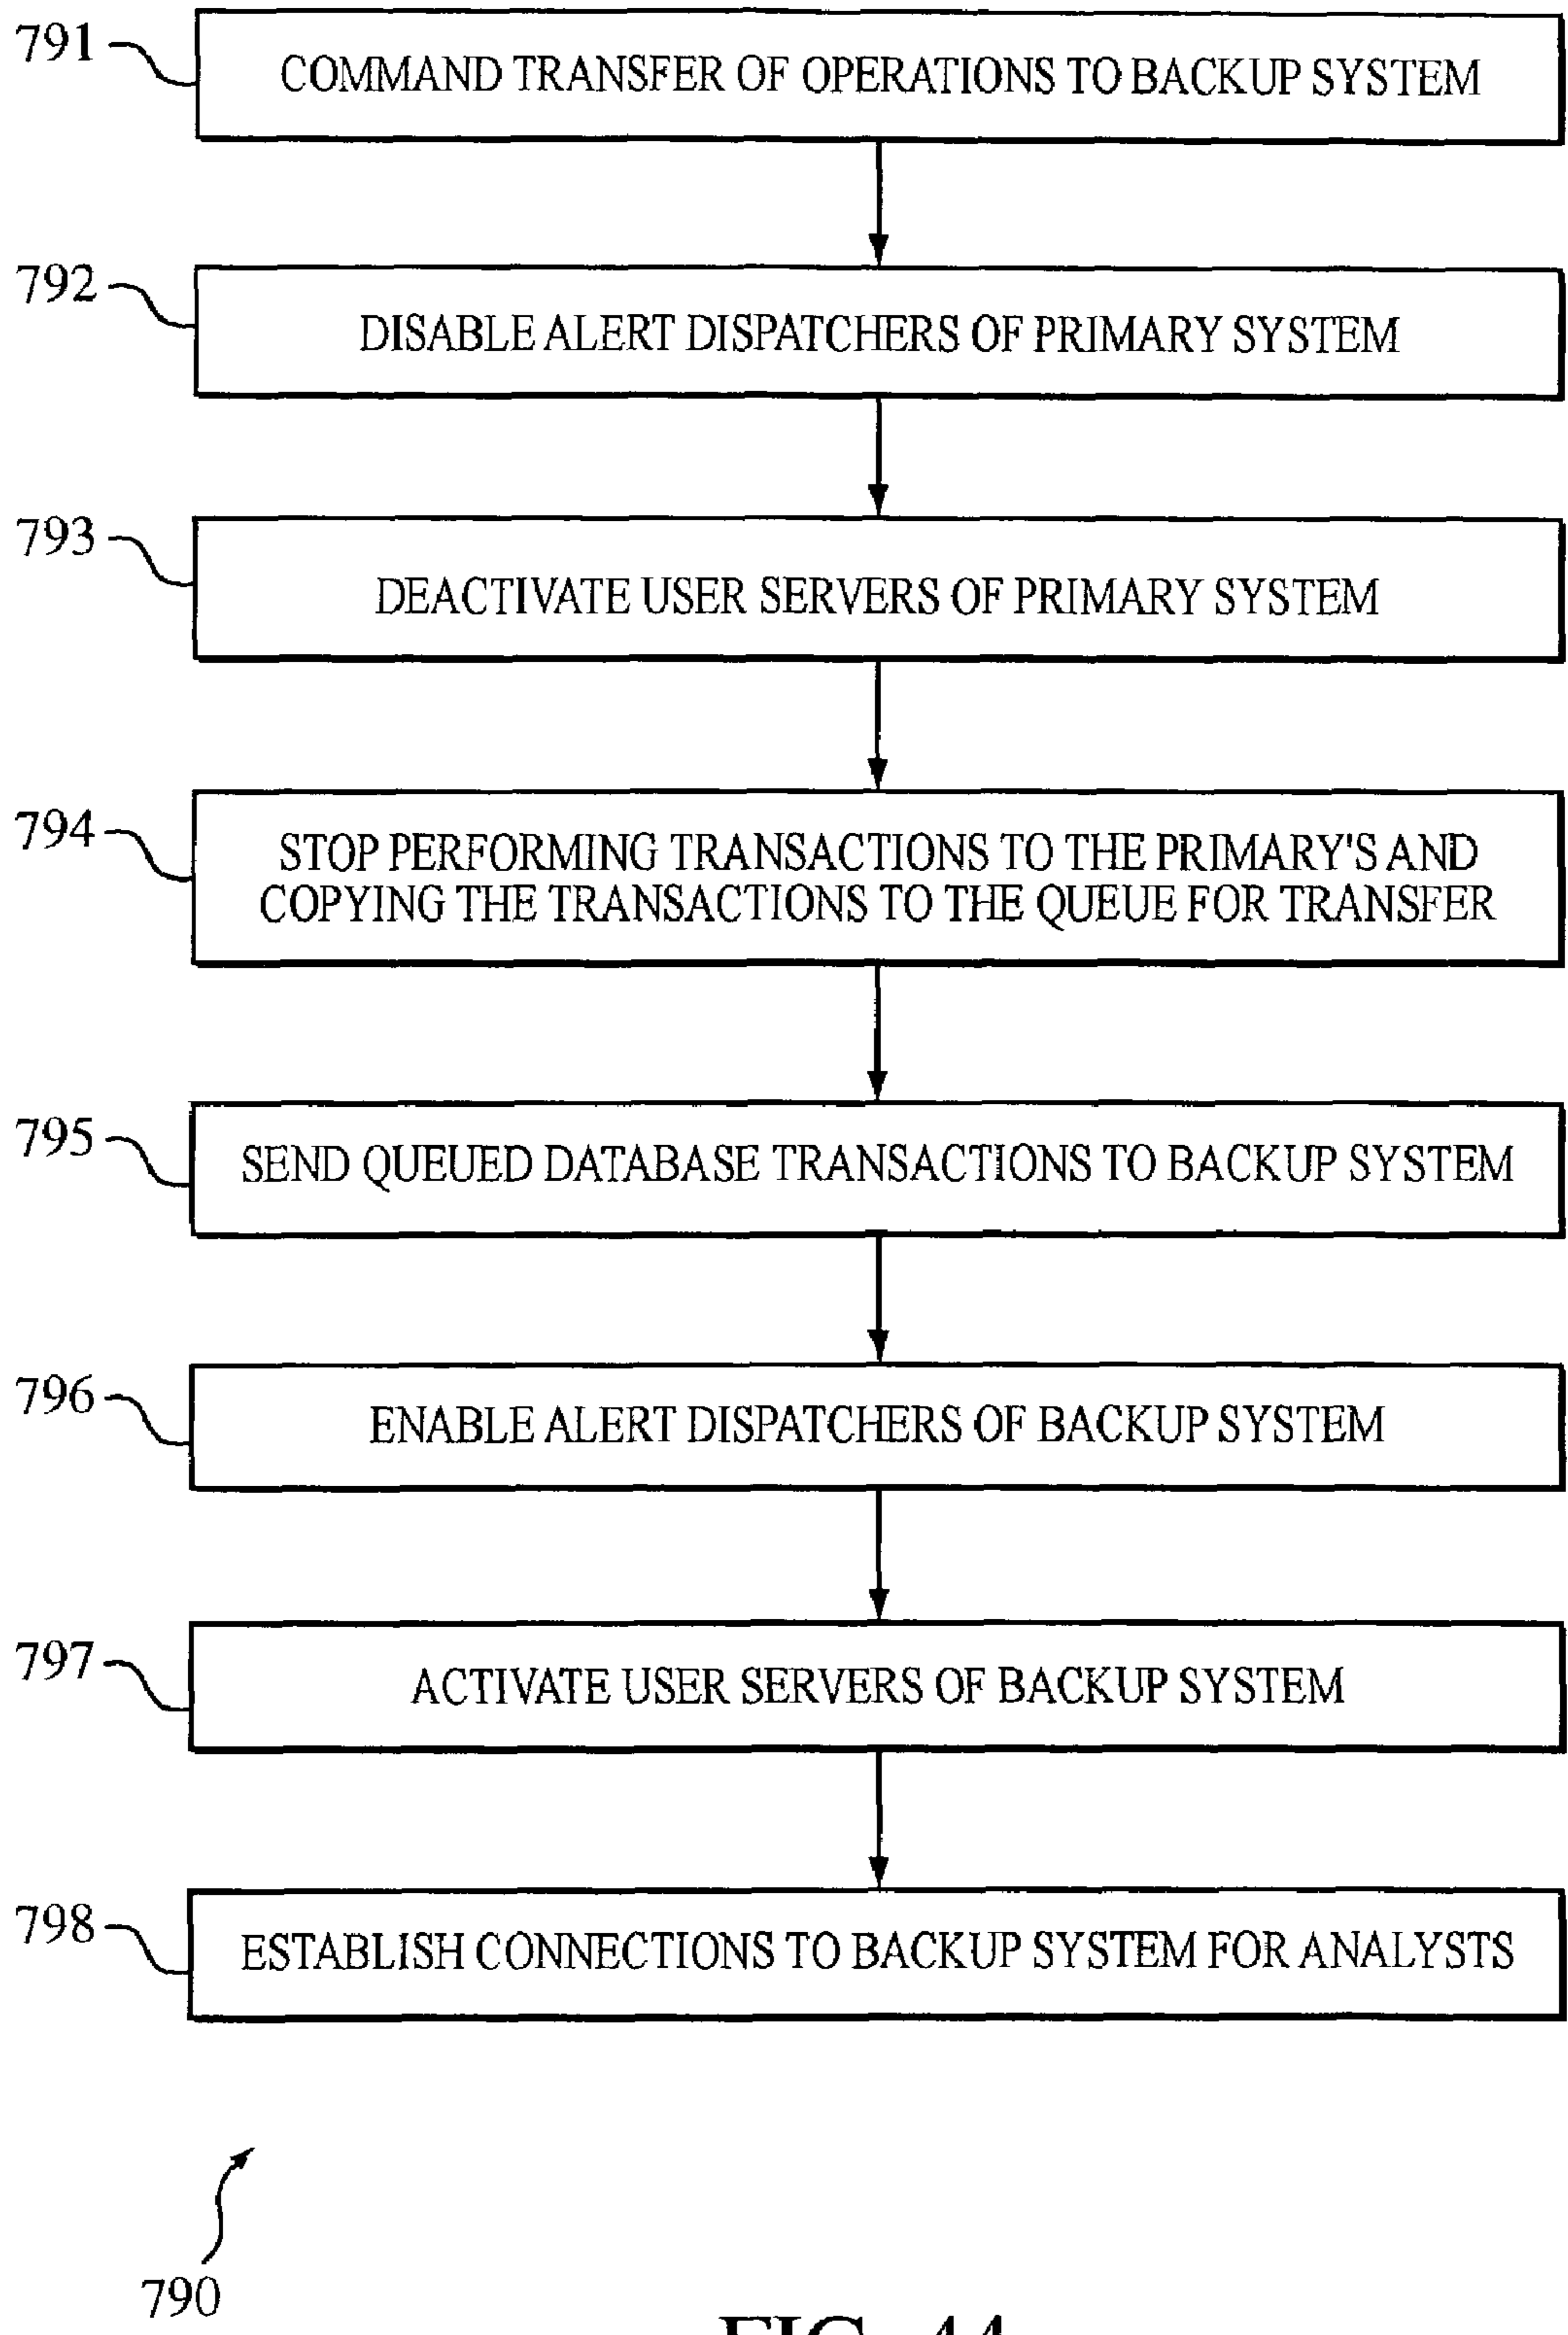 791
COMMAND TRANSFER OF OPERATIONS TO BACKUP SYSTEM
792
DISABLE ALERT DISPATCHERS OF PRIMARY SYSTEM
793
DEACTIVATE USER SERVERS OF PRIMARY SYSTEM
794
STOP PERFORMING TRANSACTIONS TO THE PRIMARY'S AND
COPYING THE TRANSACTIONS TO THE QUEUE FOR TRANSFER
795
SEND QUEUED DATABASE TRANSACTIONS TO BACKUP SYSTEM
796
ENABLE ALERT DISPATCHERS OF BACKUP SYSTEM
797
ACTIVATE USER SERVERS OF BACKUP SYSTEM
798
ESTABLISH CONNECTIONS TO BACKUP SYSTEM FOR ANALYSTS
790
FIG. 44